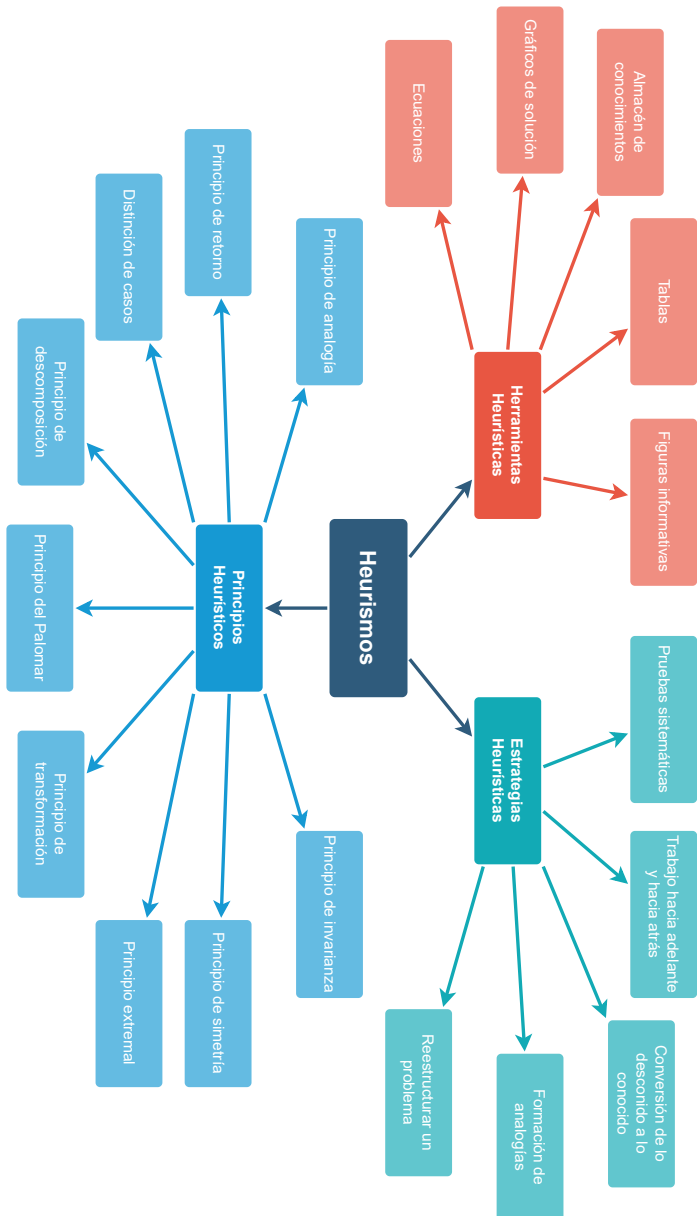 Heurismos
Herramientas
Heurísticas
Ecuaciones
Gráficos de solución
Almacén de
conocimientos
Tablas
Figuras informativas
Estrategias
Heurísticas
Pruebas sistemáticas
Trabajo hacia adelante
y hacia atrás
Conversión de lo
desconido a lo
conocido
Formación de
analogías
Reestructurar un
problema
Principios
Heurísticos
Principio de analogía
Principio de retorno
Distinción de casos
Principio de
descomposición
Principio del Palomar
Principio de
transformación
Principio extremal
Principio de simetría
Principio de invarianza